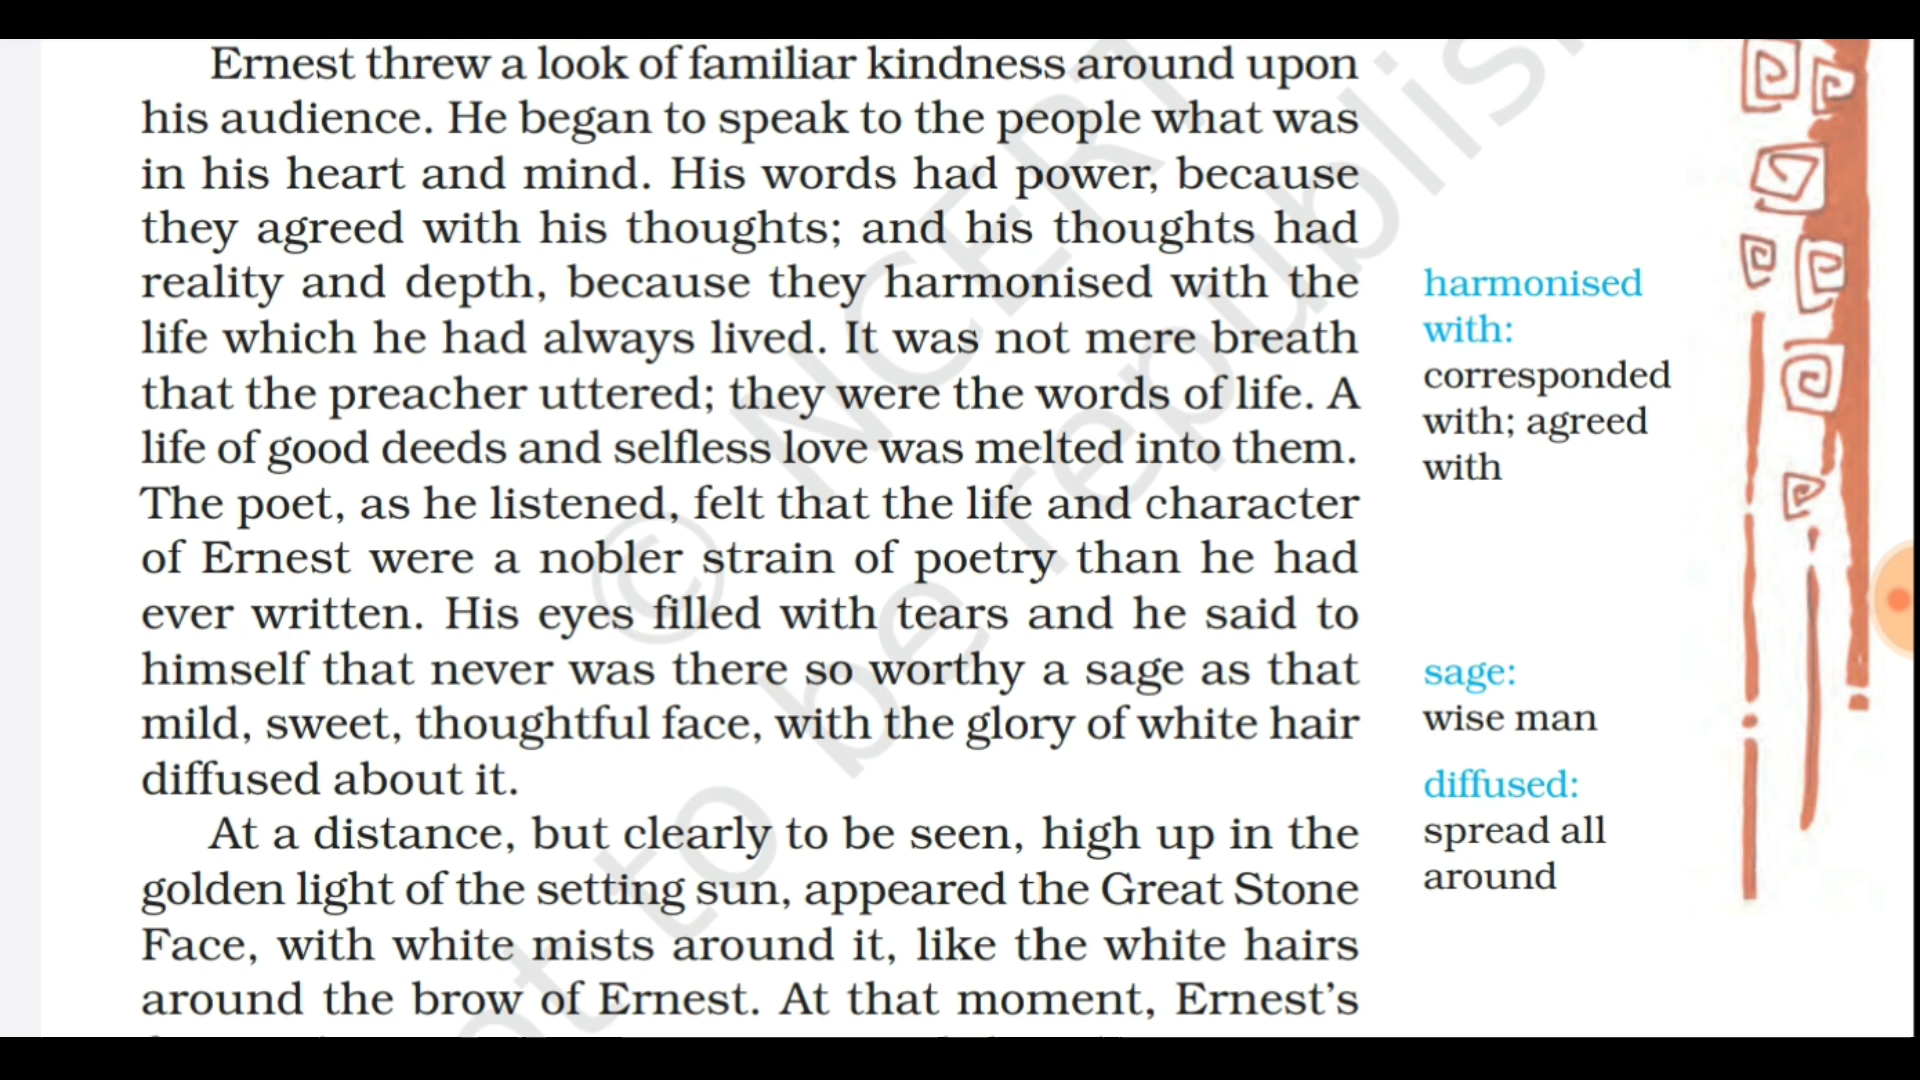 Ernest threw a look of familiar kindness around upon
his audience. He began to speak to the people what was
in his heart and mind. His words had power, because
they agreed with his thoughts; and his thoughts had
reality and depth, because they harmonised with the
life which he had always lived. It was not mere breath
that the preacher uttered; they were the words of life. A
life of good deeds and selfless love was melted into them.
The poet, as he listened, felt that the life and character
of Ernest were a nobler strain of poetry than he had
ever written. His eyes filled with tears and he said to
himself that never was there so worthy a sage as that
mild, sweet, thoughtful face, with the glory of white hair
diffused about it.
At a distance, but clearly to be seen, high up in the
golden light of the setting sun, appeared the Great Stone
Face, with white mists around it, like the white hairs
around the brow of Ernest. At that moment, Ernest's
harmonised
with:
corresponded
with; agreed
with
sage:
wise man
diffused:
spread all
around
© NCERT
to be republis